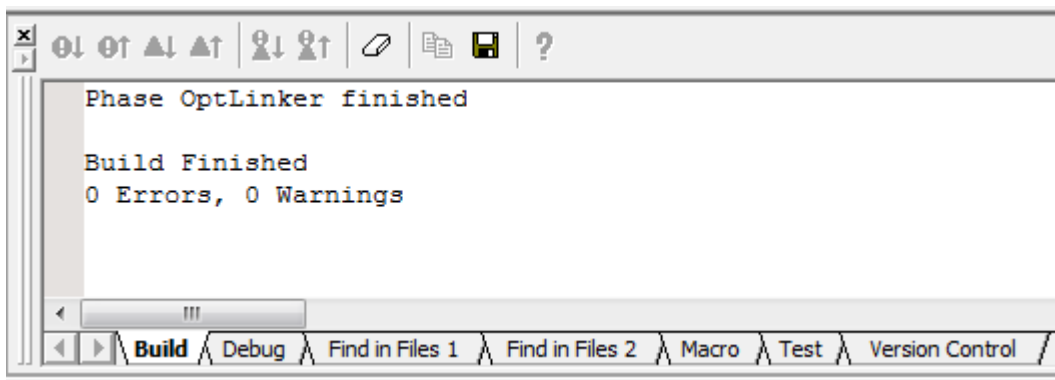 ?
Phase OptLinker finished
Build Finished
0 Errors, 0 Warnings
Build Debug Find in Files 1 Find in Files 2 Macro Test Version Control